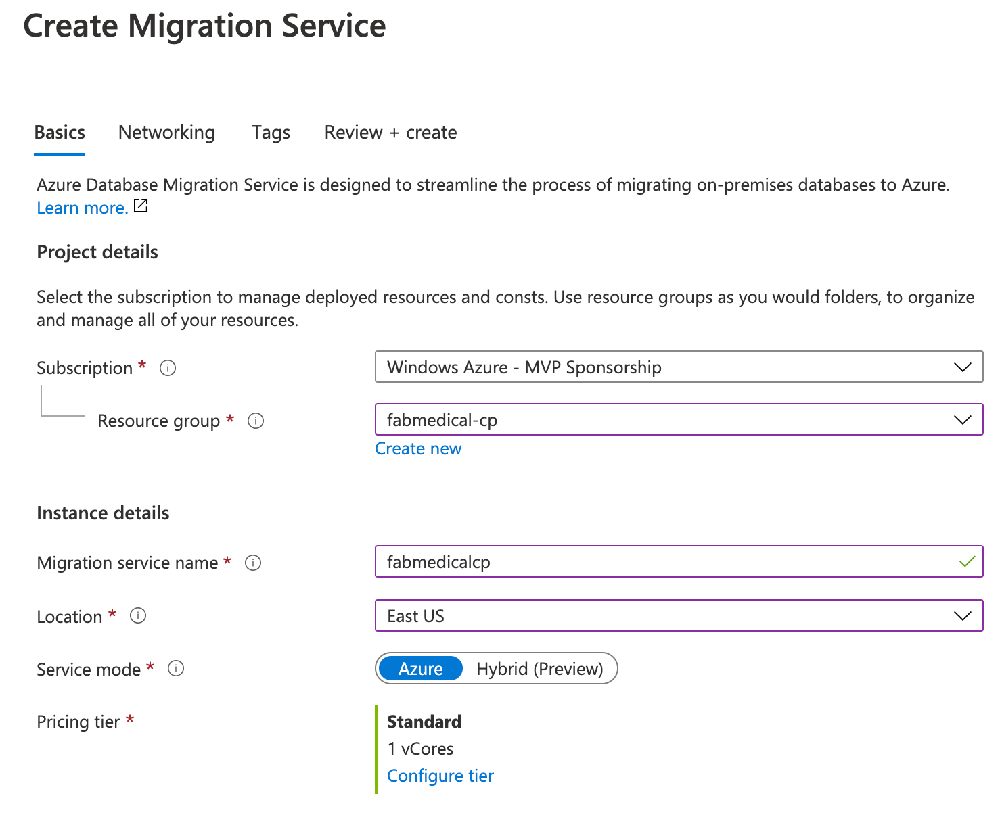 Create Migration Service
Basics Networking Tags Review + create
Azure Database Migration Service is designed to streamline the process of migrating on-premises databases to Azure.
Learn more.
Project details
Select the subscription to manage deployed resources and consts. Use resource groups as you would folders, to organize
and manage all of your resources.
Subscription * Windows Azure - MVP Sponsorship
Resource group * fabmedical-cp
Create new
Instance details
Migration service name * fabmedicalcp
Location * East US
Service mode * Azure Hybrid (Preview)
Pricing tier * Standard
1 vCores
Configure tier